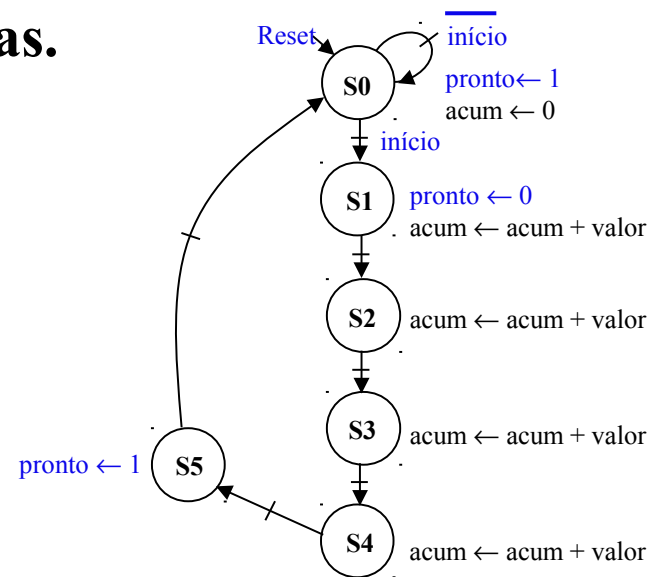 as.
Reset
início
pronto← 1
acum ← 0
S0
início
S1
pronto ← 0
acum ← acum + valor
S2
acum ← acum + valor
S3
acum ← acum + valor
pronto ← 1
S5
S4
acum ← acum + valor